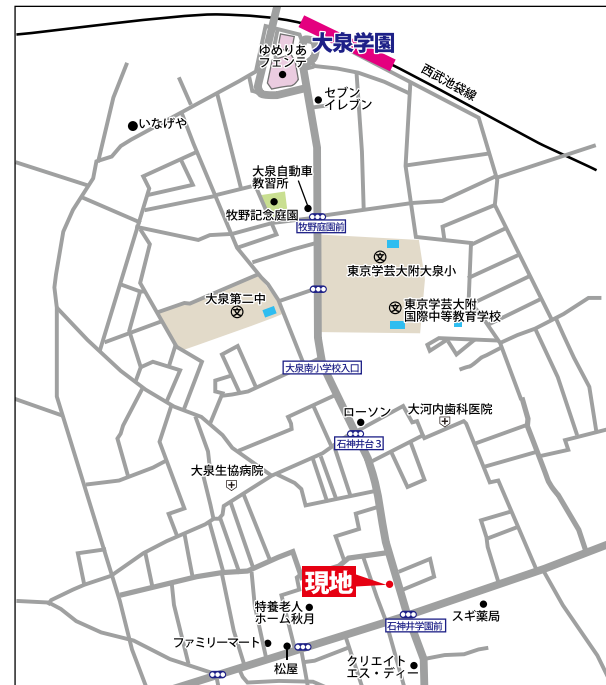 大泉学園
ゆめりあ
フェンテ
西武池袋線
セブン
イレブン
いなげや
大泉自動車
教習所
牧野記念庭園
牧野庭園前
文
東京学芸大附大泉小
大泉第二中
文
文
東京学芸大附
国際中等教育学校
大泉南小学校入口
ローソン
大河内歯科医院
石神井台3
大泉生協病院
現地
特養老人
ホーム秋月
スギ薬局
石神井学園前
ファミリーマート
松屋
クリエイト
エス・ディー